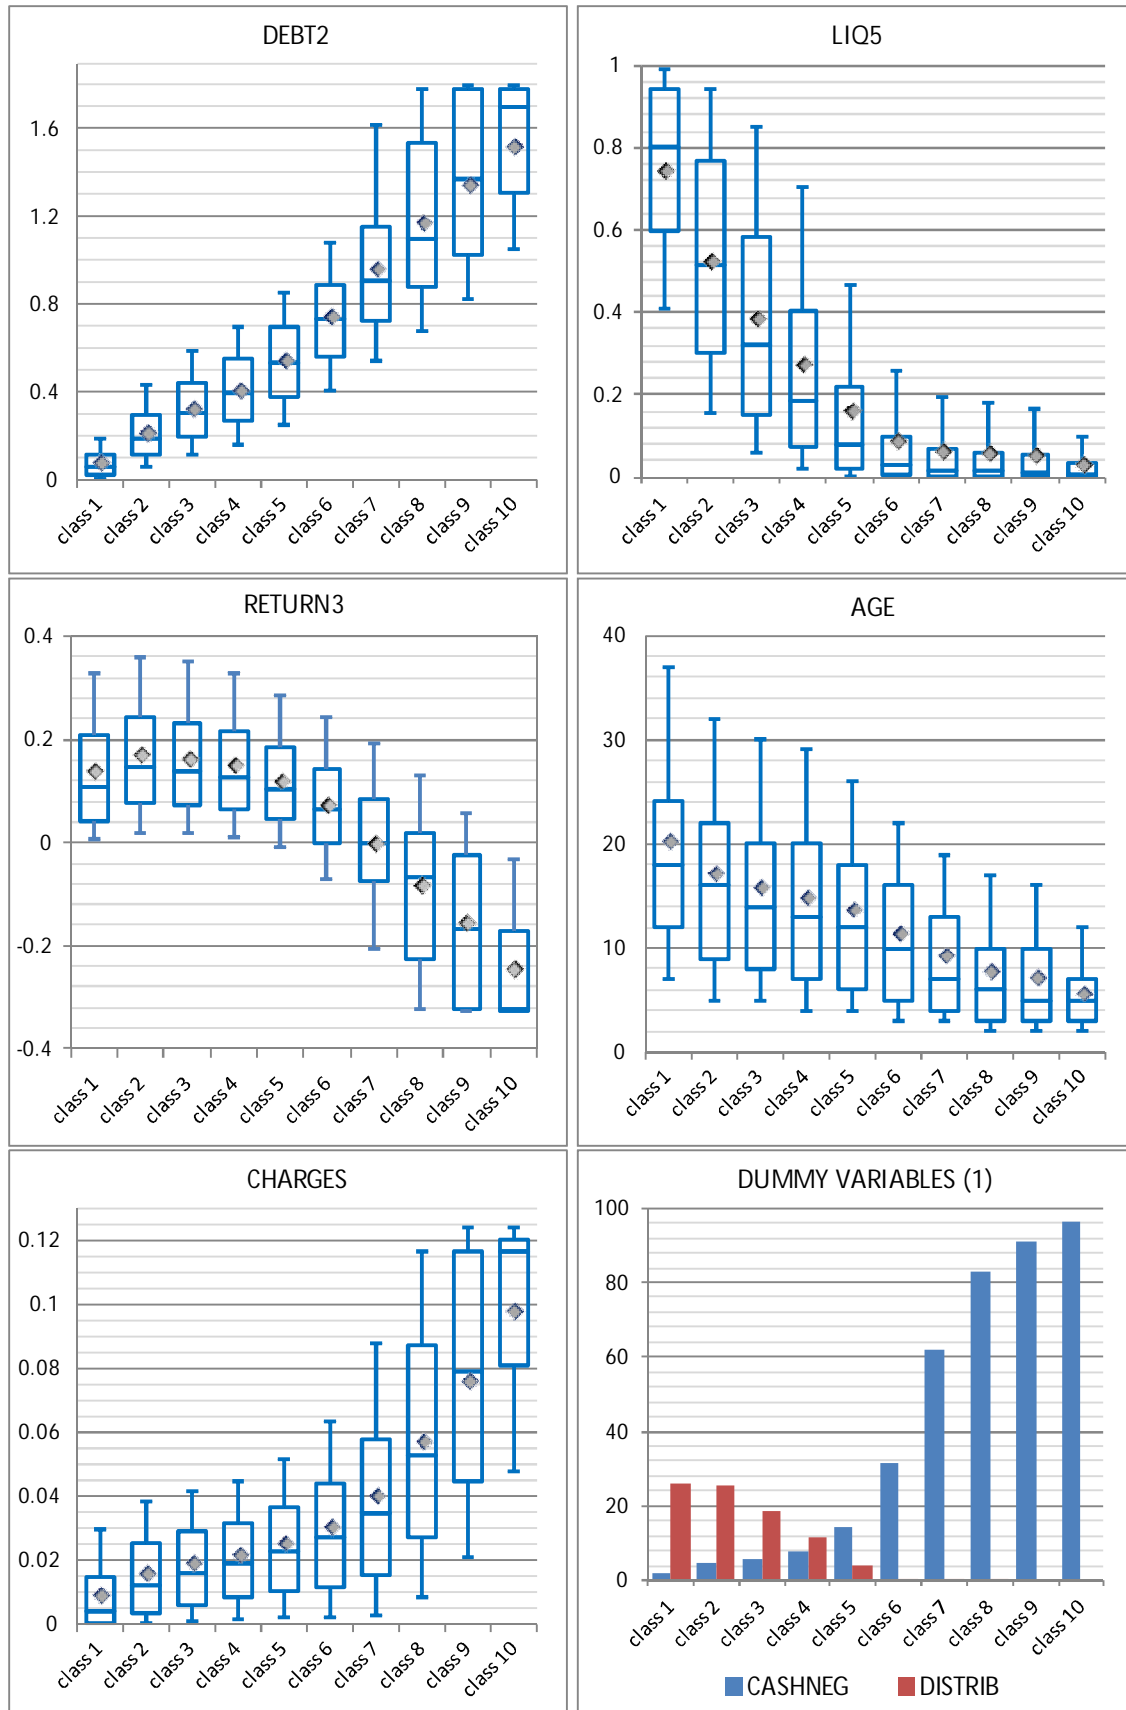 DEBT2
1.6
1.2
0.8
0.4
0
class 1
class 2
class 3
class 4
class 5
class 6
class 7
class 8
class 9
class 10
LIQ5
1
0.8
0.6
0.4
0.2
0
class 1
class 2
class 3
class 4
class 5
class 6
class 7
class 8
class 9
class 10
RETURN3
0.4
0.2
0
-0.2
-0.4
class 1
class 2
class 3
class 4
class 5
class 6
class 7
class 8
class 9
class 10
AGE
40
30
20
10
0
class 1
class 2
class 3
class 4
class 5
class 6
class 7
class 8
class 9
class 10
CHARGES
0.12
0.1
0.08
0.06
0.04
0.02
0
class 1
class 2
class 3
class 4
class 5
class 6
class 7
class 8
class 9
class 10
DUMMY VARIABLES (1)
100
80
60
40
20
0
class 1
class 2
class 3
class 4
class 5
class 6
class 7
class 8
class 9
class 10
CASHNEG DISTRIB